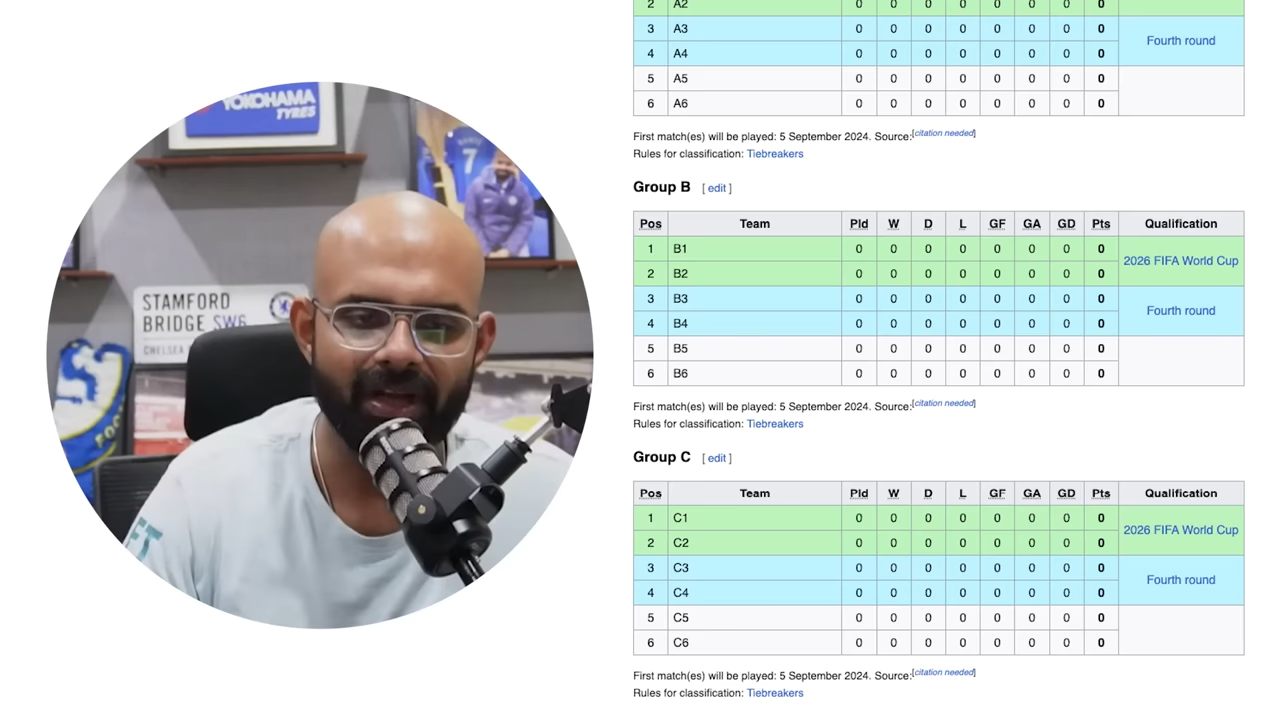 YOKOHAMA
TYRES
7
STAMFORD
BRIDGE SW6
CHELSEA
2 A2 0 0 0 0 0 0 0 0
3 A3 0 0 0 0 0 0 0 0 Fourth round
4 A4 0 0 0 0 0 0 0 0
5 A5 0 0 0 0 0 0 0 0
6 A6 0 0 0 0 0 0 0 0
First match(es) will be played: 5 September 2024. Source:[citation needed]
Rules for classification: Tiebreakers
Group B [ edit ]
Pos Team Pld W D L GF GA GD Pts Qualification
1 B1 0 0 0 0 0 0 0 0 2026 FIFA World Cup
2 B2 0 0 0 0 0 0 0 0
3 B3 0 0 0 0 0 0 0 0 Fourth round
4 B4 0 0 0 0 0 0 0 0
5 B5 0 0 0 0 0 0 0 0
6 B6 0 0 0 0 0 0 0 0
First match(es) will be played: 5 September 2024. Source:[citation needed]
Rules for classification: Tiebreakers
Group C [ edit ]
Pos Team Pld W D L GF GA GD Pts Qualification
1 C1 0 0 0 0 0 0 0 0 2026 FIFA World Cup
2 C2 0 0 0 0 0 0 0 0
3 C3 0 0 0 0 0 0 0 0 Fourth round
4 C4 0 0 0 0 0 0 0 0
5 C5 0 0 0 0 0 0 0 0
6 C6 0 0 0 0 0 0 0 0
First match(es) will be played: 5 September 2024. Source:[citation needed]
Rules for classification: Tiebreakers